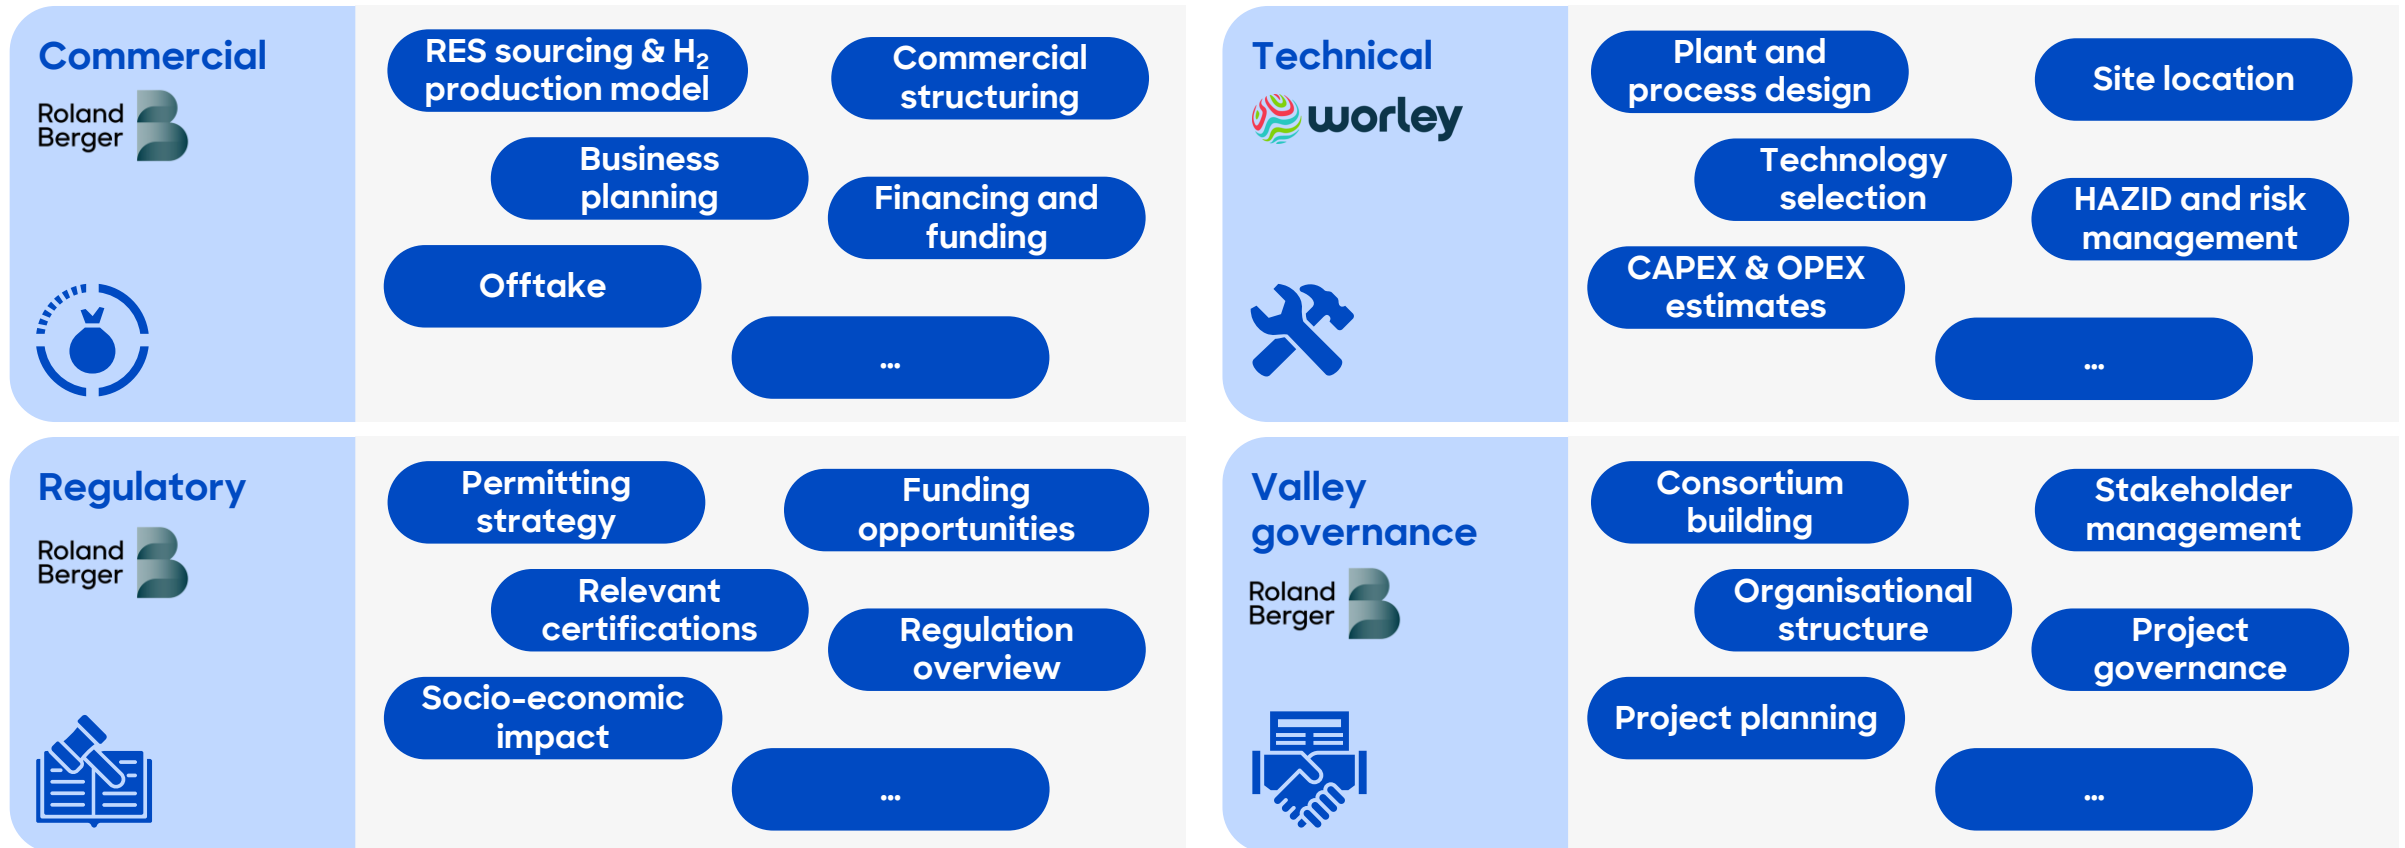 Commercial
Roland
Berger
RES sourcing & H₂
production model
Commercial
structuring
Business
planning
Financing and
funding
Offtake
...
Technical
worley
Plant and
process design
Site location
Technology
selection
HAZID and risk
management
CAPEX & OPEX
estimates
...
Regulatory
Roland
Berger
Permitting
strategy
Funding
opportunities
Relevant
certifications
Regulation
overview
Socio-economic
impact
...
Valley
governance
Roland
Berger
Consortium
building
Stakeholder
management
Organisational
structure
Project
governance
Project planning
...